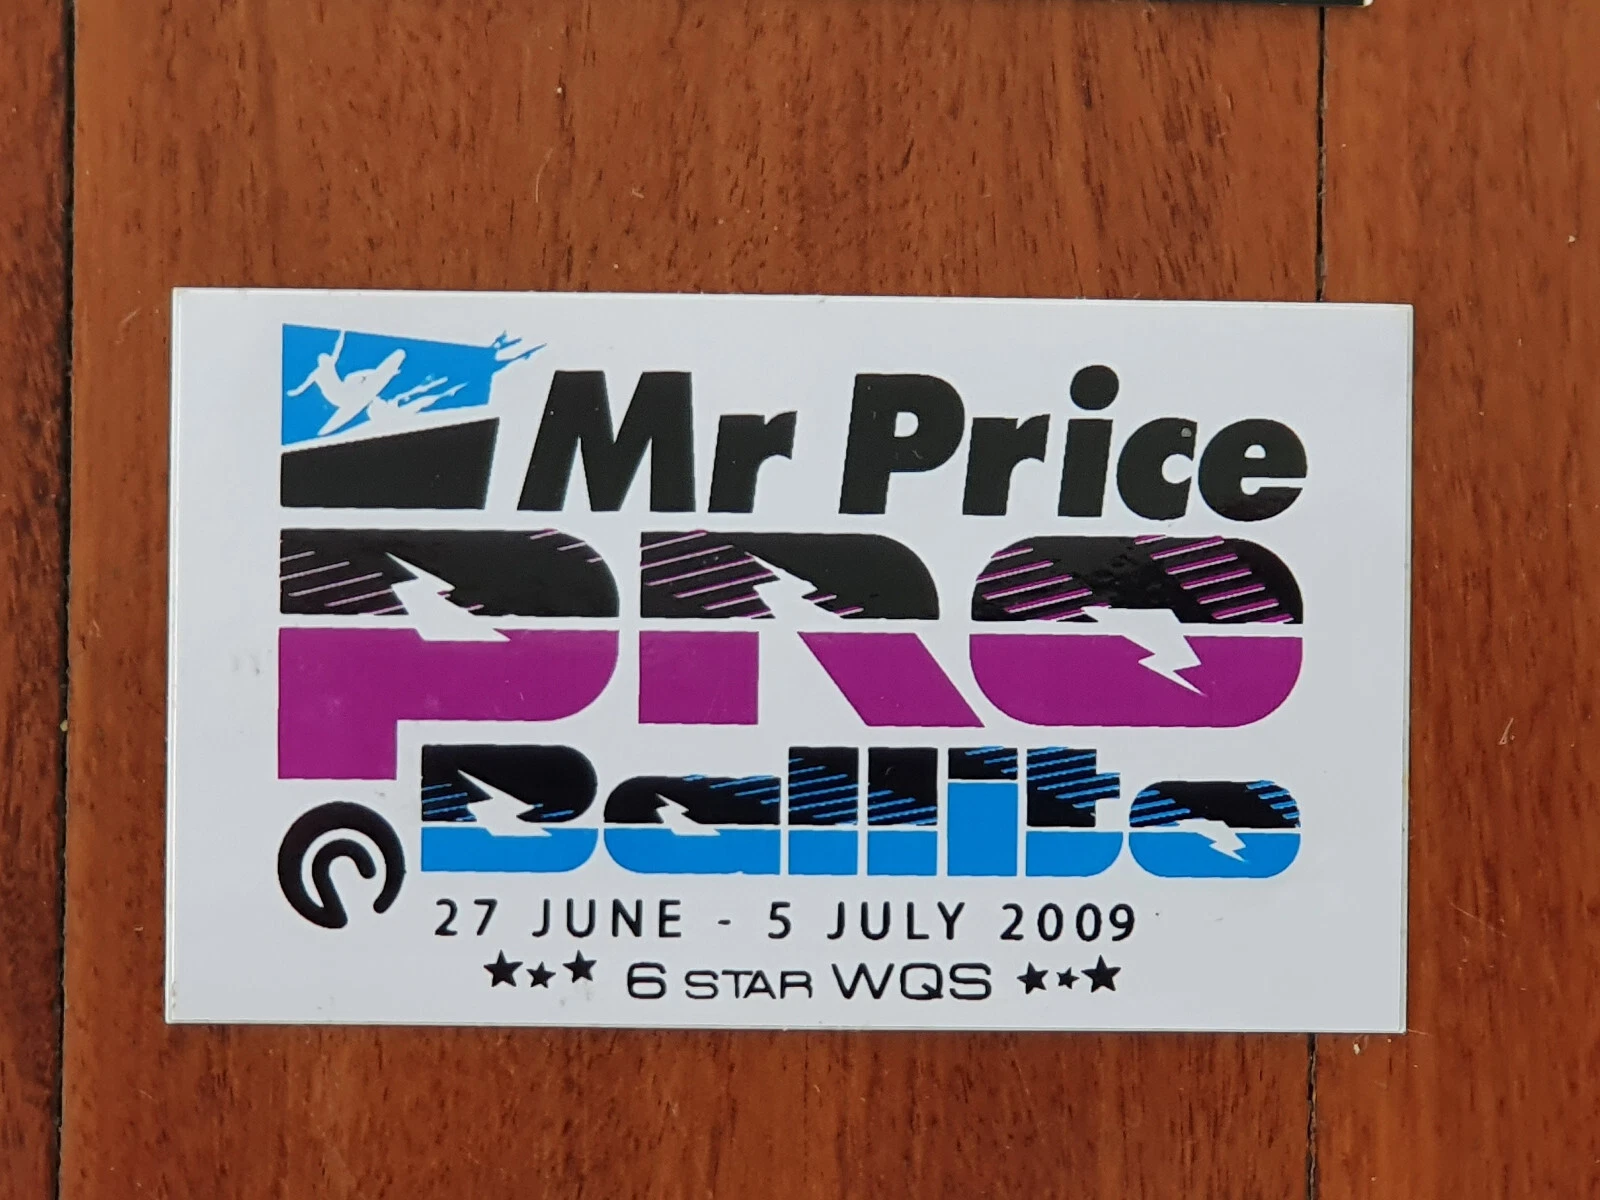 Mr Price
PRO
Ballito
27 JUNE - 5 JULY 2009
6 STAR WQS